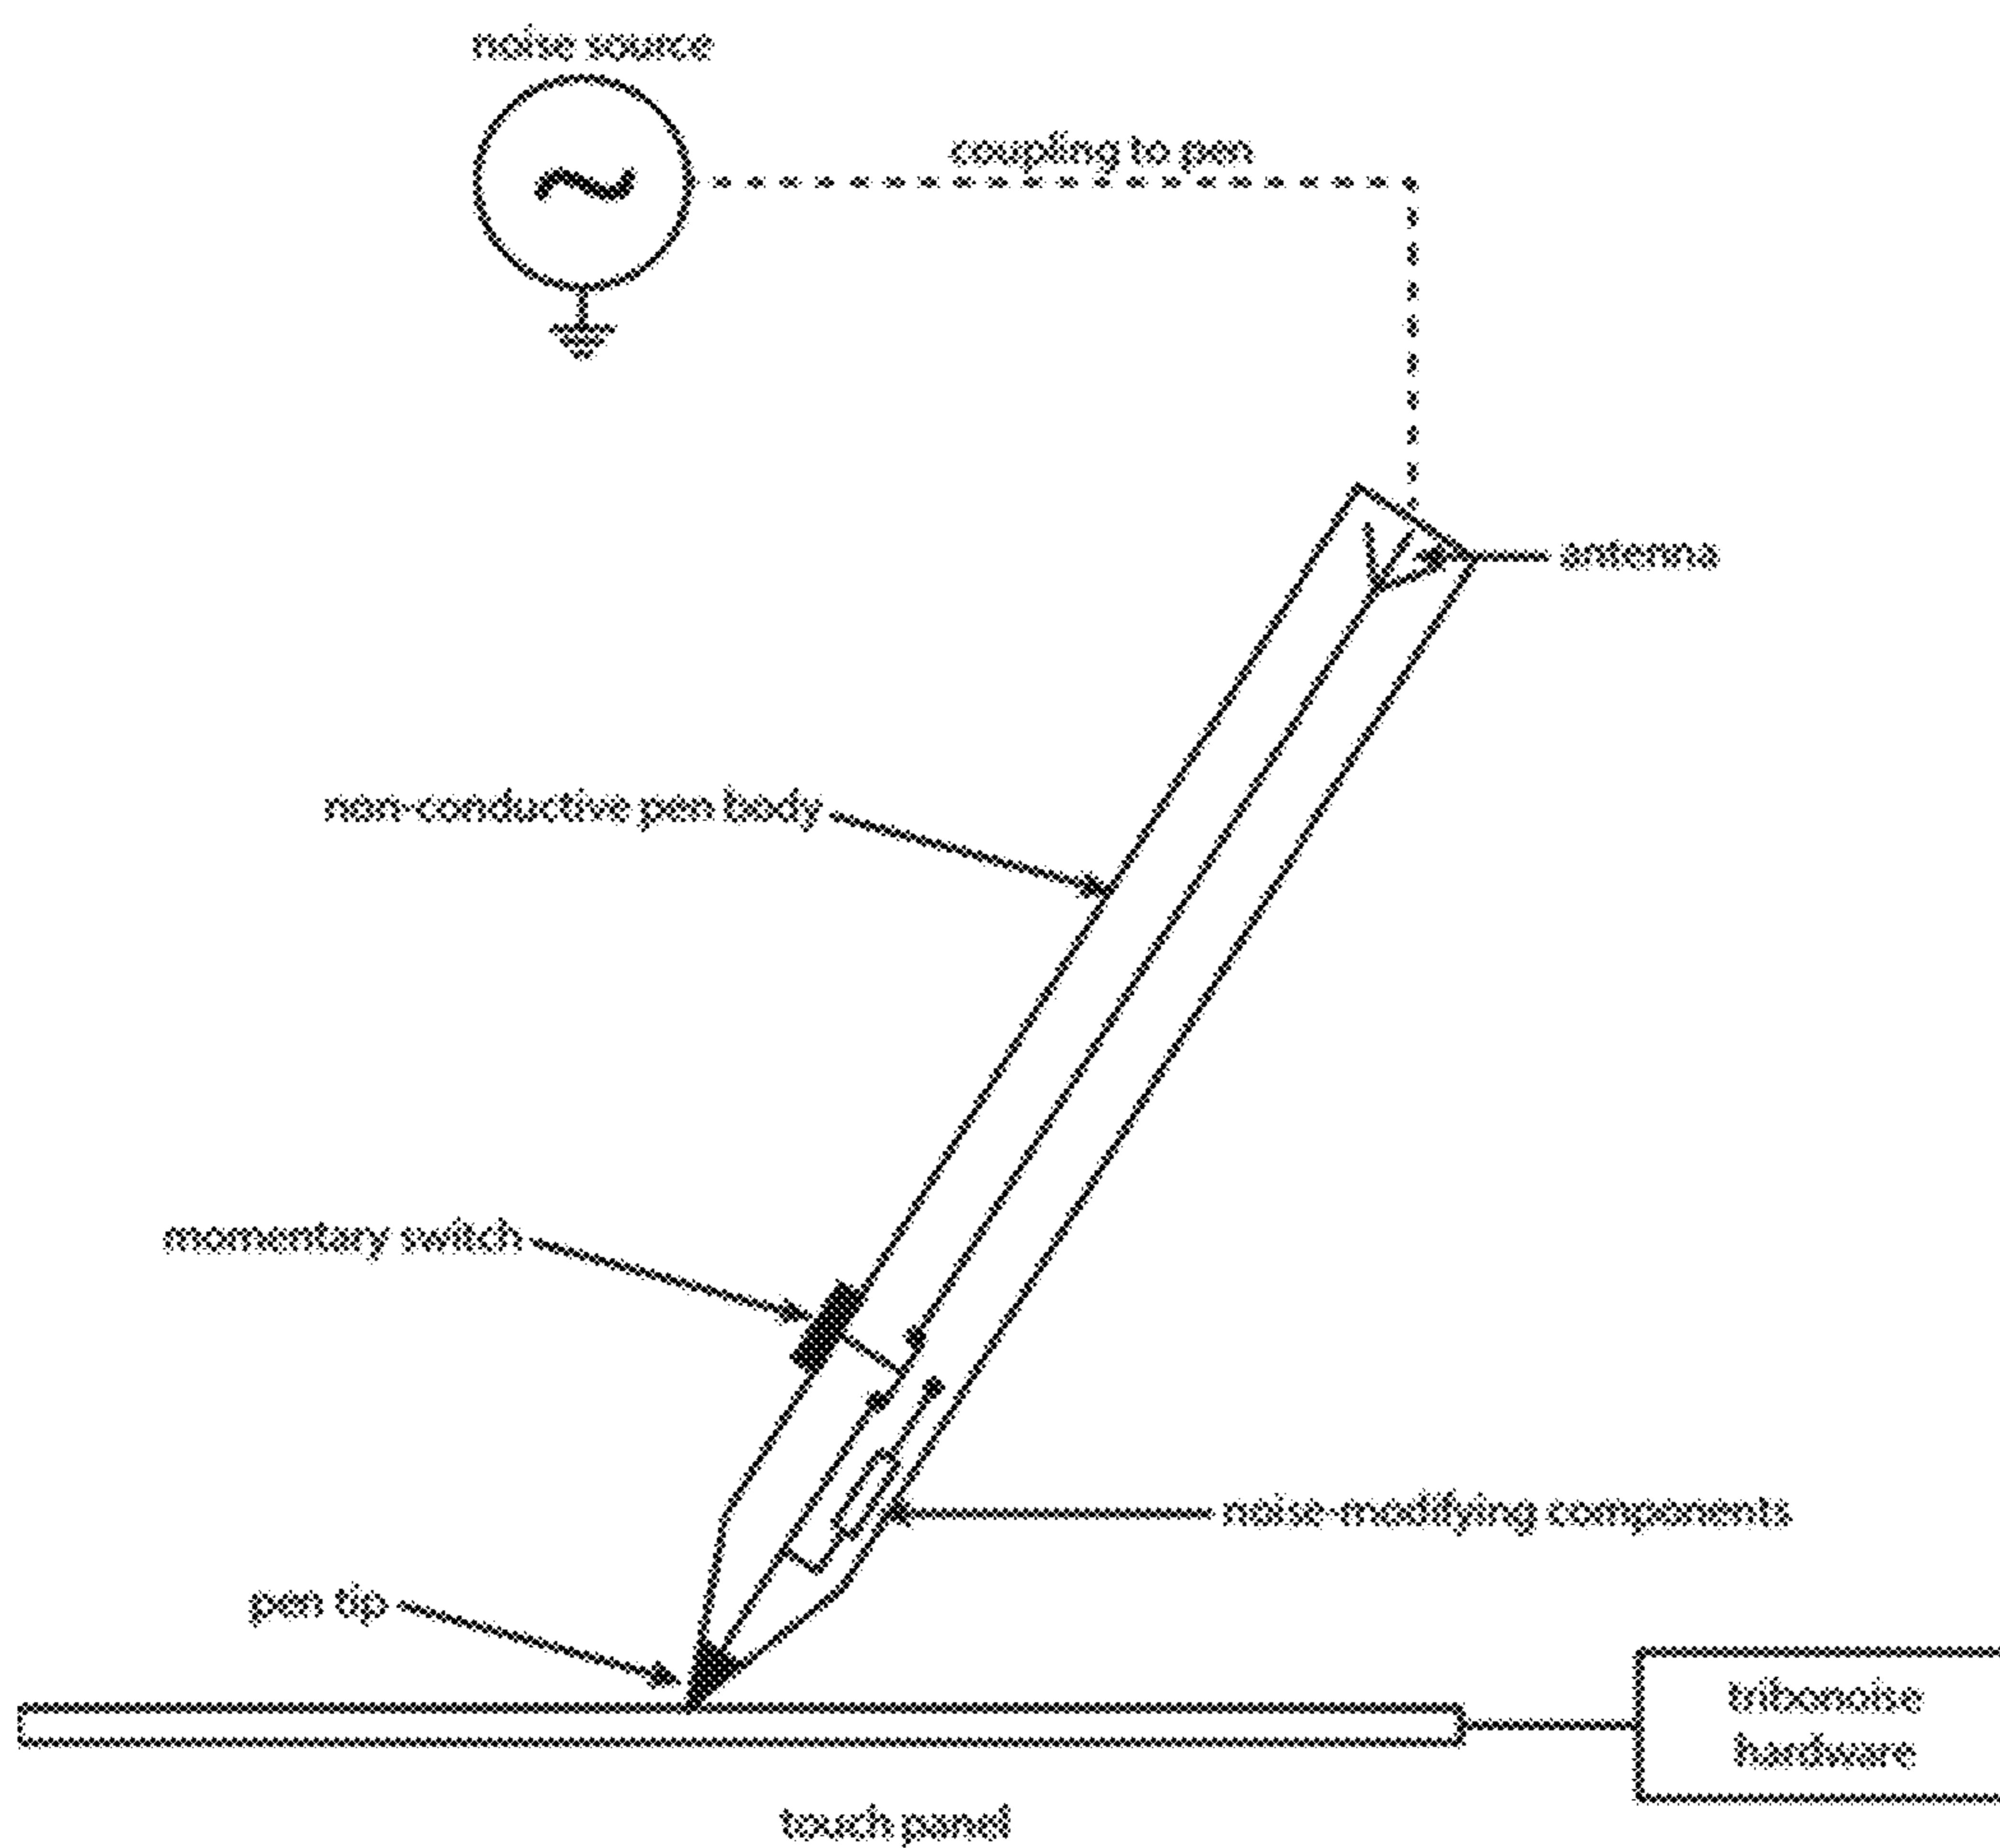 noise source
coupling to pen
antenna
non-conductive pen body
momentary switch
noise-modifying components
pen tip
tribonoise
hardware
touch panel